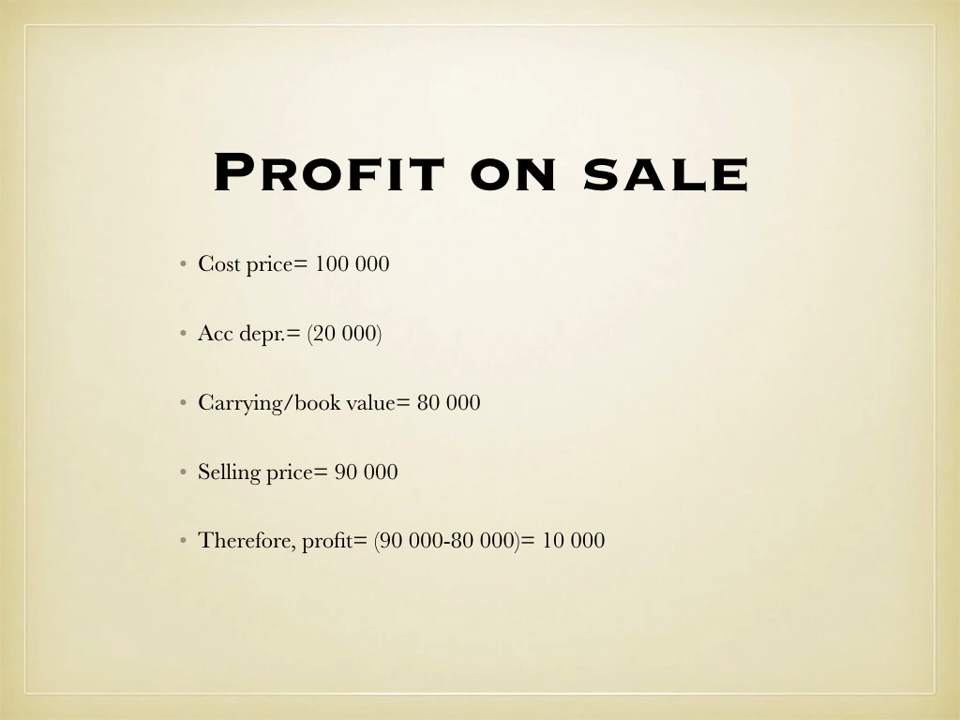 Profit on sale
• Cost price= 100 000
• Acc depr.= (20 000)
• Carrying/book value= 80 000
• Selling price= 90 000
• Therefore, profit= (90 000-80 000)= 10 000